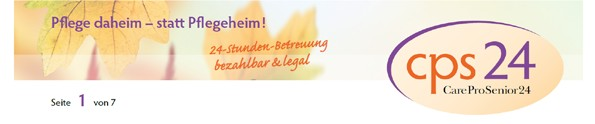 Pflege daheim – statt Pflegeheim!
24-Stunden-Betreuung
bezahlbar & legal
cps 24
CareProSenior24
Seite 1 von 7